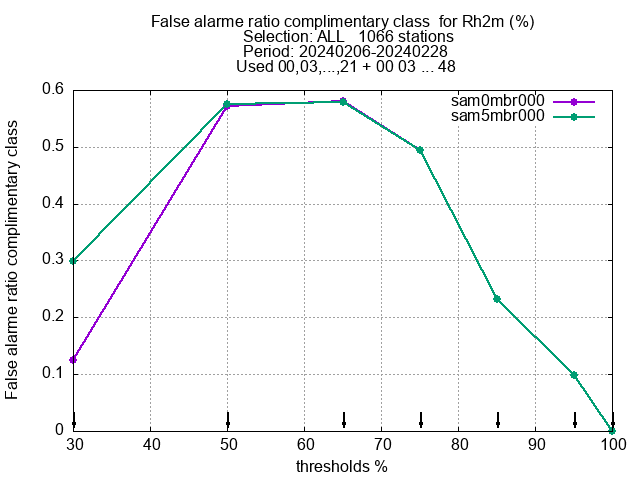 False alarme ratio complimentary class  for Rh2m (%)
Selection: ALL   1066 stations
Period: 20240206-20240228
Used 00,03,...,21 + 00 03 ... 48
sam0mbr000
sam5mbr000
False alarme ratio complimentary class
0.6
0.5
0.4
0.3
0.2
0.1
0
30 40 50 60 70 80 90 100
thresholds %